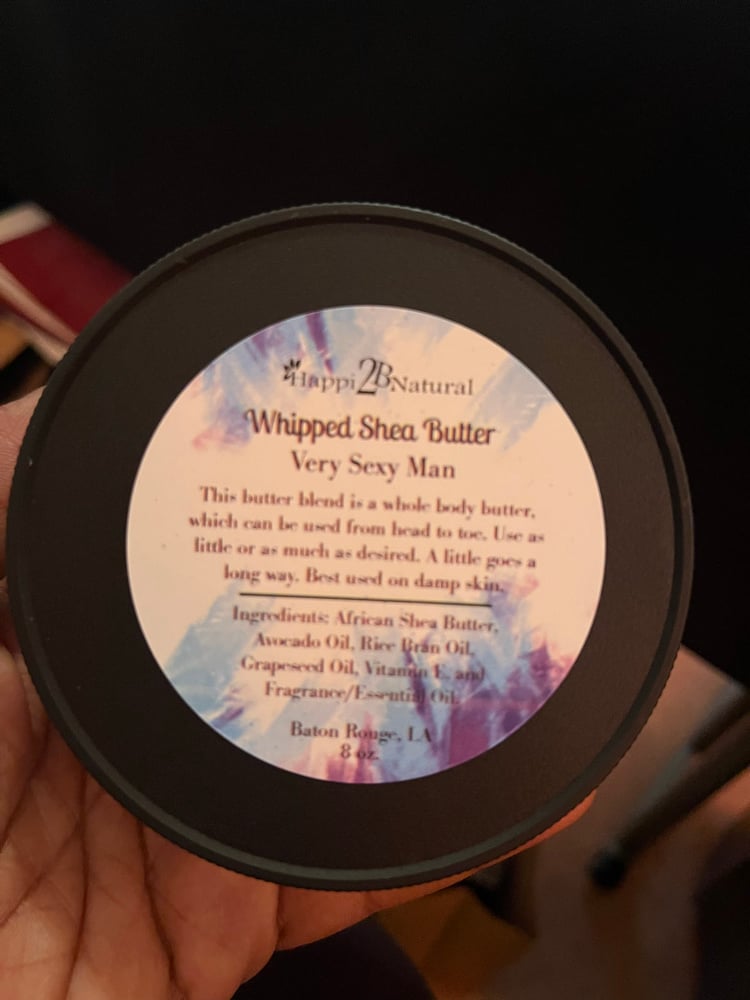 Happi2BNatural
Whipped Shea Butter
Very Sexy Man
This butter blend is a whole body butter,
which can be used from head to toe. Use as
little or as much as desired. A little goes a
long way. Best used on damp skin.
Ingredients: African Shea Butter,
Avocado Oil, Rice Bran Oil,
Grapeseed Oil, Vitamin E, and
Fragrance/Essential Oil.
Baton Rouge, LA
8 oz.